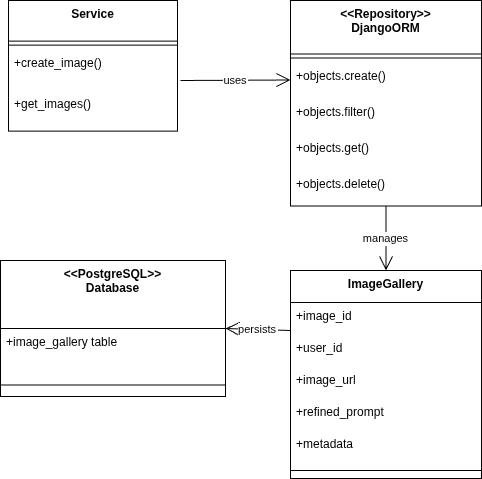 Service
+create_image()
+get_images()
uses
<<Repository>>
DjangoORM
+objects.create()
+objects.filter()
+objects.get()
+objects.delete()
manages
<<PostgreSQL>>
Database
+image_gallery table
persists
ImageGallery
+image_id
+user_id
+image_url
+refined_prompt
+metadata